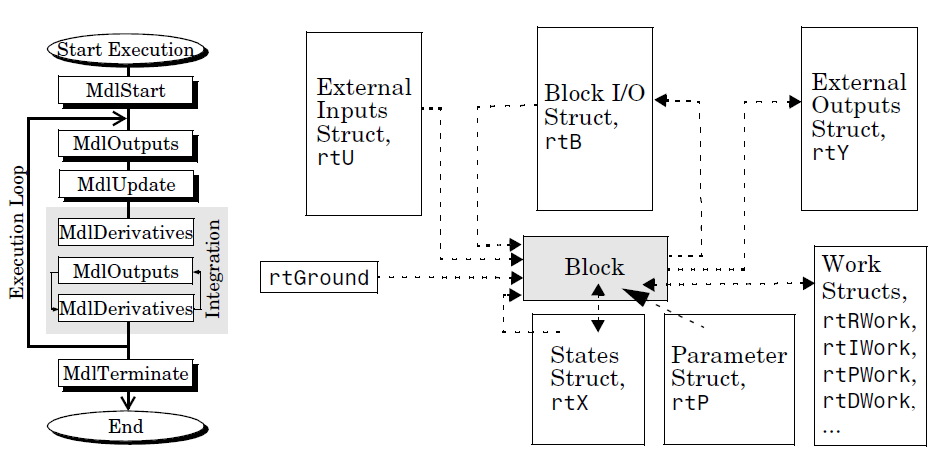 Start Execution
MdlStart
MdlOutputs
MdlUpdate
MdlDerivatives
MdlOutputs
MdlDerivatives
MdlTerminate
End
Execution Loop
Integration
External
Inputs
Struct,
rtU
Block I/O
Struct,
rtB
External
Outputs
Struct,
rtY
rtGround
Block
States
Struct,
rtX
Parameter
Struct,
rtP
Work
Structs,
rtRWork,
rtIWork,
rtPWork,
rtDWork,
...